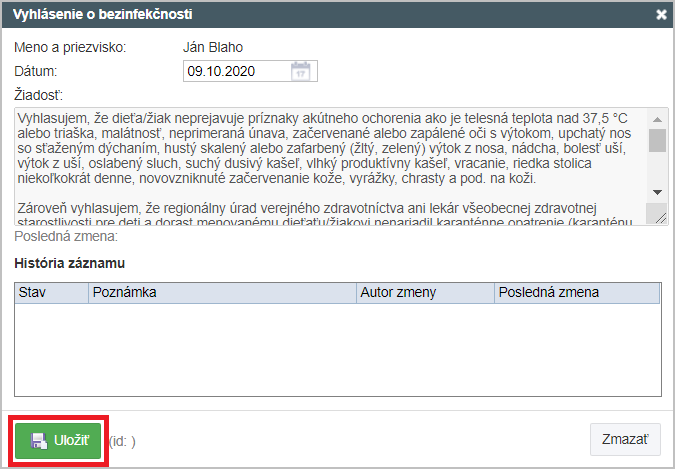 Vyhlásenie o bezinfekčnosti
Meno a priezvisko: Ján Blaho
Dátum: 09.10.2020 17
Žiadosť:
Vyhlasujem, že dieťa/žiak neprejavuje príznaky akútneho ochorenia ako je telesná teplota nad 37,5 °C
alebo triaška, malátnosť, neprimeraná únava, začervenané alebo zapálené oči s výtokom, upchatý nos
so sťaženým dýchaním, hustý skalený alebo zafarbený (žltý, zelený) výtok z nosa, nádcha, bolesť uší,
výtok z uší, oslabený sluch, suchý dusivý kašeľ, vlhký produktívny kašeľ, vracanie, riedka stolica
niekoľkokrát denne, novovzniknuté začervenanie kože, vyrážky, chrasty a pod. na koži.
Zároveň vyhlasujem, že regionálny úrad verejného zdravotníctva ani lekár všeobecnej zdravotnej
starostlivosti pre deti a dorast menovanému dieťaťu/žiakovi nenariadil karanténne opatrenie (karanténu
Posledná zmena:
História záznamu
Stav Poznámka Autor zmeny Posledná zmena
Uložiť (id: ) Zmazať